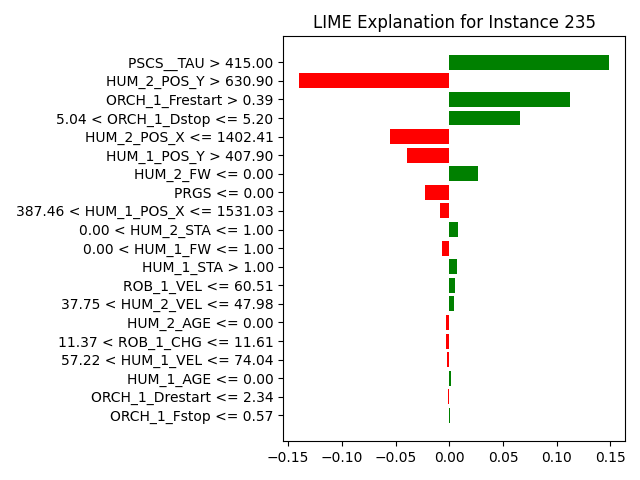 LIME Explanation for Instance 235
PSCS__TAU > 415.00
HUM_2_POS_Y > 630.90
ORCH_1_Frestart > 0.39
5.04 < ORCH_1_Dstop <= 5.20
HUM_2_POS_X <= 1402.41
HUM_1_POS_Y > 407.90
HUM_2_FW <= 0.00
PRGS <= 0.00
387.46 < HUM_1_POS_X <= 1531.03
0.00 < HUM_2_STA <= 1.00
0.00 < HUM_1_FW <= 1.00
HUM_1_STA > 1.00
ROB_1_VEL <= 60.51
37.75 < HUM_2_VEL <= 47.98
HUM_2_AGE <= 0.00
11.37 < ROB_1_CHG <= 11.61
57.22 < HUM_1_VEL <= 74.04
HUM_1_AGE <= 0.00
ORCH_1_Drestart <= 2.34
ORCH_1_Fstop <= 0.57
−0.15 −0.10 −0.05 0.00 0.05 0.10 0.15